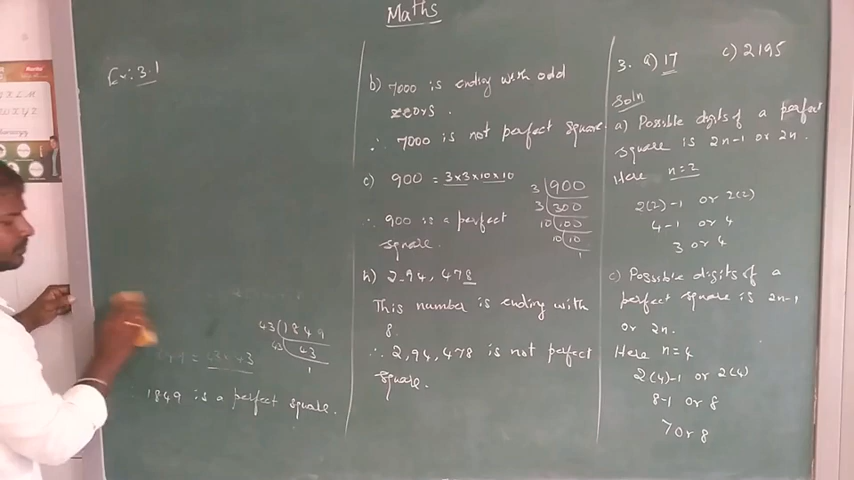 Maths
Ex: 3.1
43 | 1849
43 | 43
1
= 43 × 43
∴ 1849 is a perfect square.
b) 7000 is ending with odd
zeors.
∴ 7000 is not perfect square.
c) 900 = 3×3×10×10
3 | 900
3 | 300
10 | 100
10 | 10
1
∴ 900 is a perfect
square.
h) 2,94,478
This number is ending with
8.
∴ 2,94,478 is not perfect
square.
3. a) 17 c) 2195
Soln
a) Possible digits of a perfect
square is 2n-1 or 2n.
Here n=2
2(2)-1 or 2(2)
4-1 or 4
3 or 4
c) Possible digits of a
perfect square is 2n-1
or 2n.
Here n=4
2(4)-1 or 2(4)
8-1 or 8
7 or 8